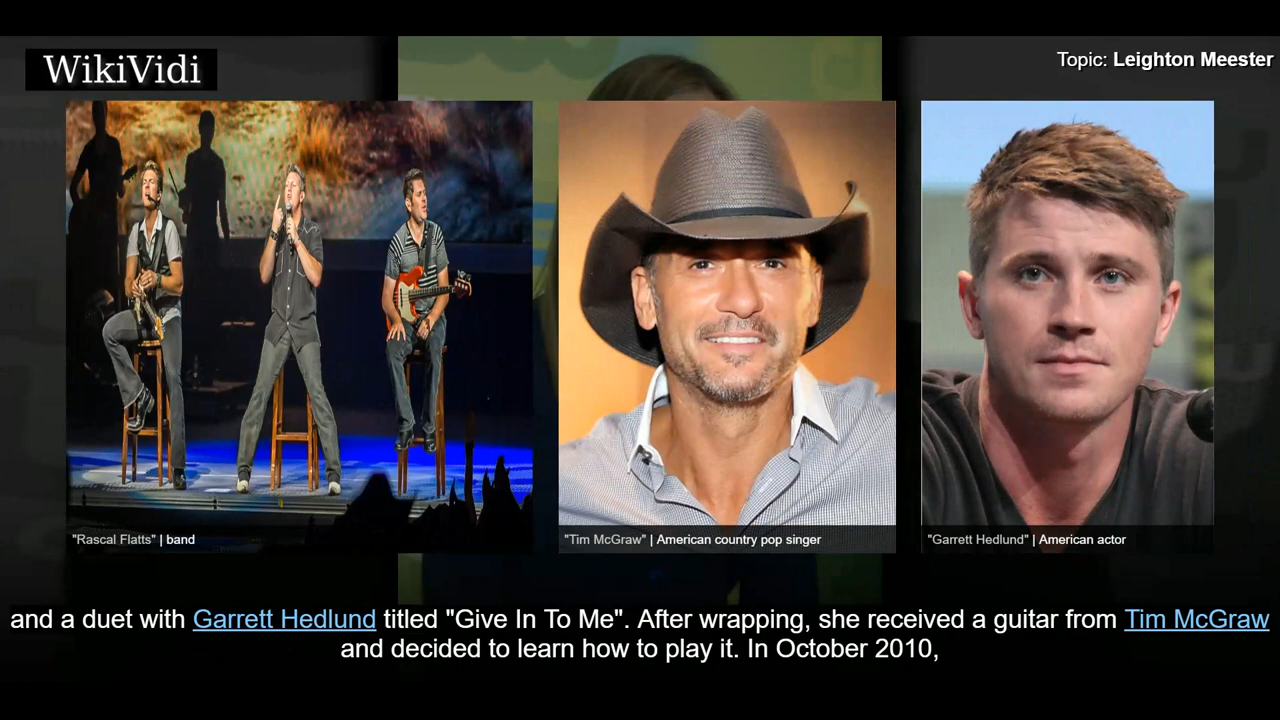 WikiVidi
Topic: Leighton Meester
"Rascal Flatts" | band
"Tim McGraw" | American country pop singer
"Garrett Hedlund" | American actor
and a duet with Garrett Hedlund titled "Give In To Me". After wrapping, she received a guitar from Tim McGraw
and decided to learn how to play it. In October 2010,